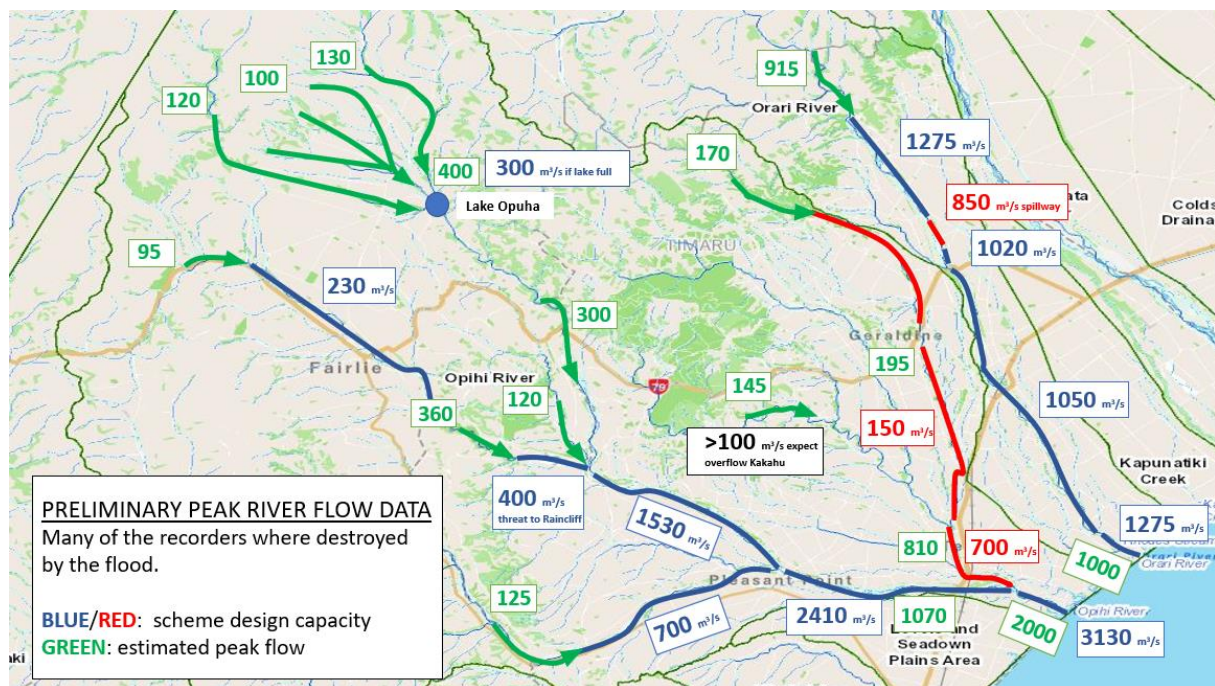 915
130
Orari River
100
120
1275 m³/s
170
400
300 m³/s if lake full
Lake Opuha
850 m³/s spillway
Colds
Draina
TIMARU
1020 m³/s
95
230 m³/s
300
Geraldine
195
Fairlie
Opihi River
79
120
145
1050 m³/s
360
150 m³/s
>100 m³/s expect
overflow Kakahu
Kapunatiki
Creek
PRELIMINARY PEAK RIVER FLOW DATA
Many of the recorders where destroyed
by the flood.
BLUE/RED: scheme design capacity
GREEN: estimated peak flow
400 m³/s
threat to Raincliff
1530 m³/s
1275 m³/s
810
700 m³/s
1000
Orari River
Orari River
Pleasant Point
125
700 m³/s
2410 m³/s
1070
2000
Opihi River
3130 m³/s
and
Seadown
Plains Area